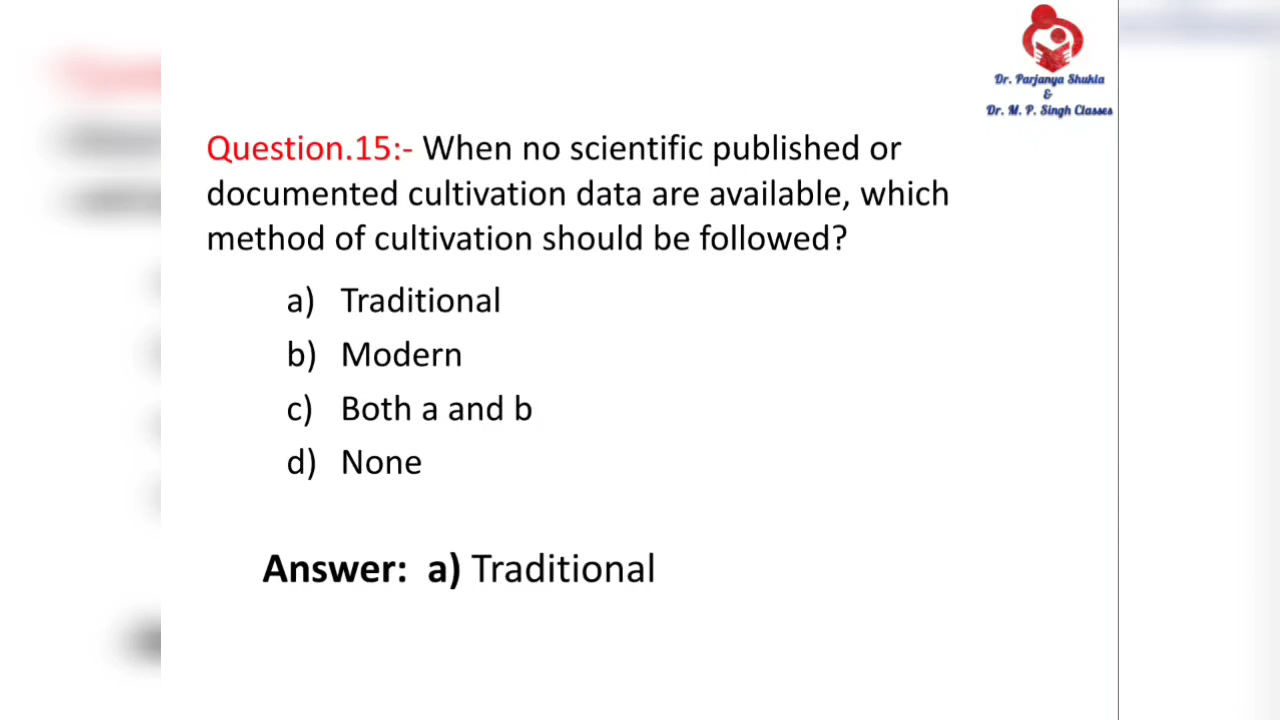 Dr. Parjanya Shukla
&
Dr. M. P. Singh Classes
Question.15:- When no scientific published or
documented cultivation data are available, which
method of cultivation should be followed?
a) Traditional
b) Modern
c) Both a and b
d) None
Answer: a) Traditional